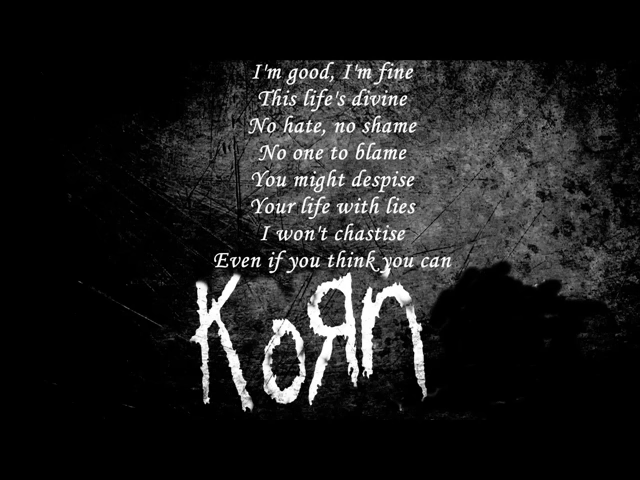 I'm good, I'm fine
This life's divine
No hate, no shame
No one to blame
You might despise
Your life with lies
I won't chastise
Even if you think you can
KoЯn